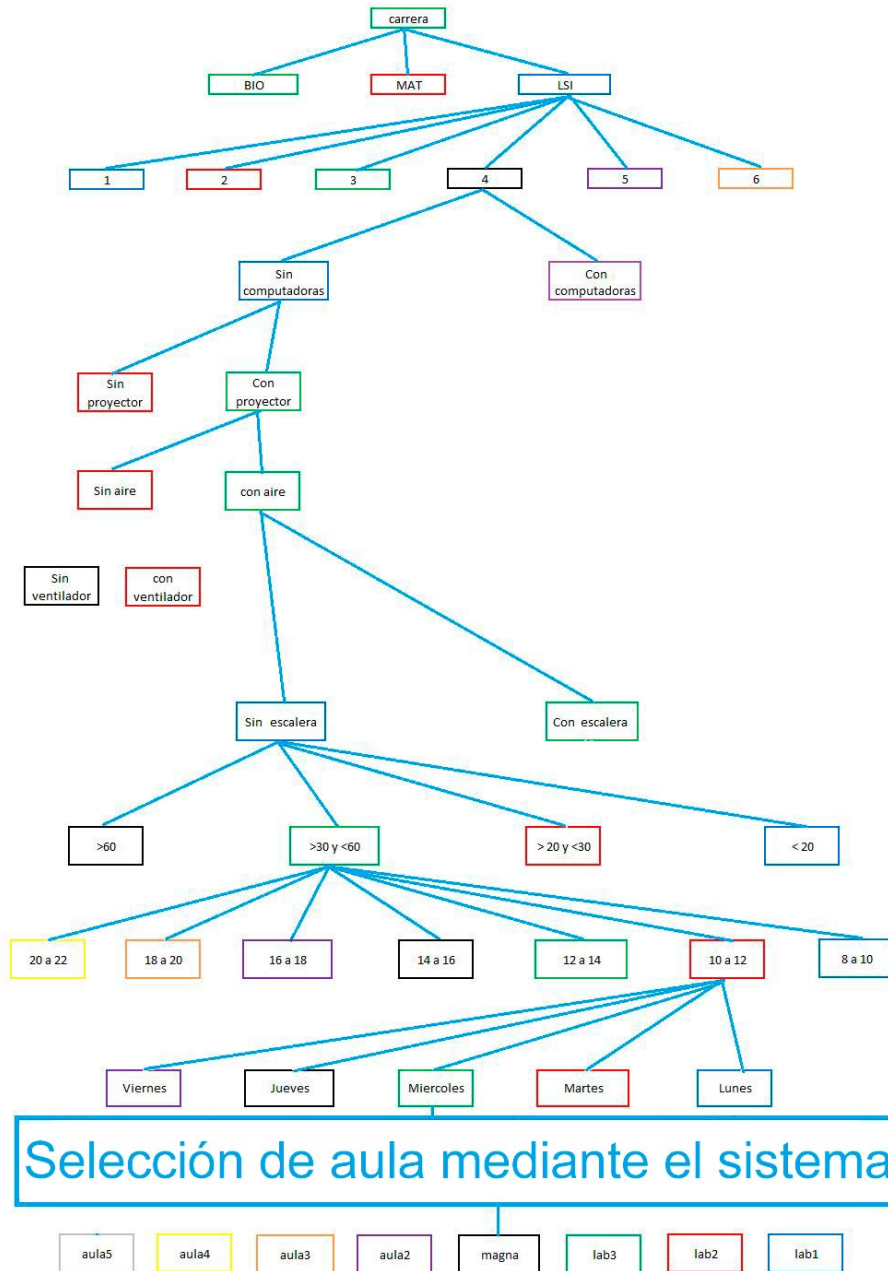 carrera
BIO
MAT
LSI
1
2
3
4
5
6
Sin
computadoras
Con
computadoras
Sin
proyector
Con
proyector
Sin aire
con aire
Sin
ventilador
con
ventilador
Sin escalera
Con escalera
>60
>30 y <60
> 20 y <30
< 20
20 a 22
18 a 20
16 a 18
14 a 16
12 a 14
10 a 12
8 a 10
Viernes
Jueves
Miercoles
Martes
Lunes
Selección de aula mediante el sistema
aula5
aula4
aula3
aula2
magna
lab3
lab2
lab1